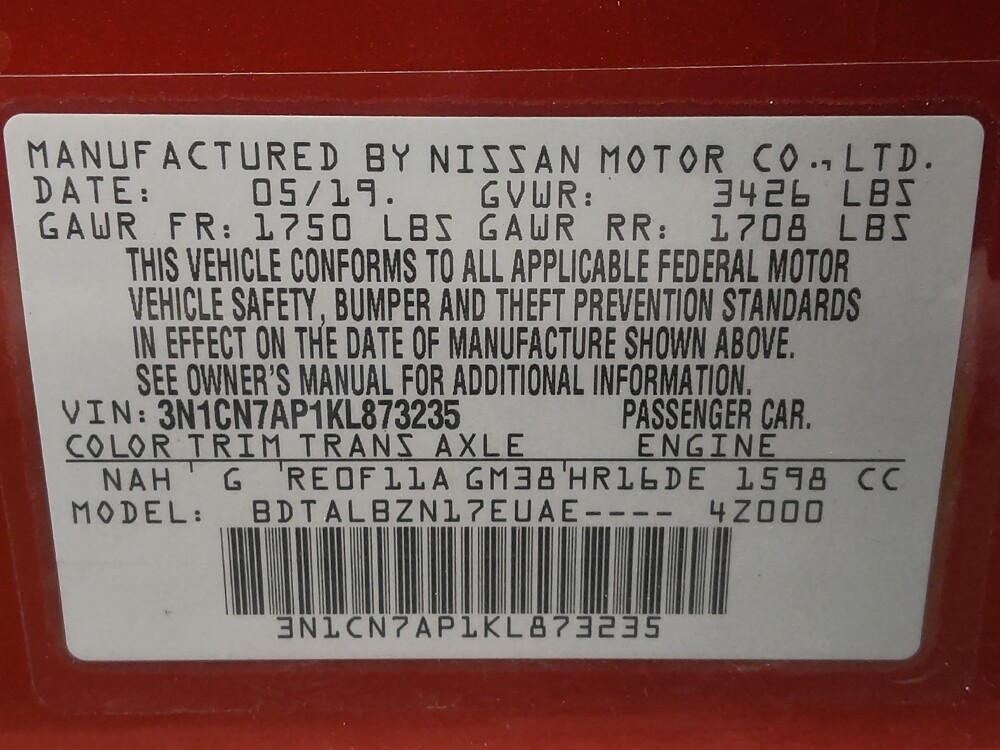 MANUFACTURED BY NISSAN MOTOR CO., LTD.
DATE: 05/19. GVWR: 3426 LBS
GAWR FR: 1750 LBS GAWR RR: 1708 LBS
THIS VEHICLE CONFORMS TO ALL APPLICABLE FEDERAL MOTOR
VEHICLE SAFETY, BUMPER AND THEFT PREVENTION STANDARDS
IN EFFECT ON THE DATE OF MANUFACTURE SHOWN ABOVE.
SEE OWNER'S MANUAL FOR ADDITIONAL INFORMATION.
VIN: 3N1CN7AP1KL873235 PASSENGER CAR.
COLOR TRIM TRANS AXLE ENGINE
NAH ' G 'RE0F11A GM38'HR16DE 1598 CC
MODEL: BDTALBZN17EUAE---- 4Z000
3N1CN7AP1KL873235